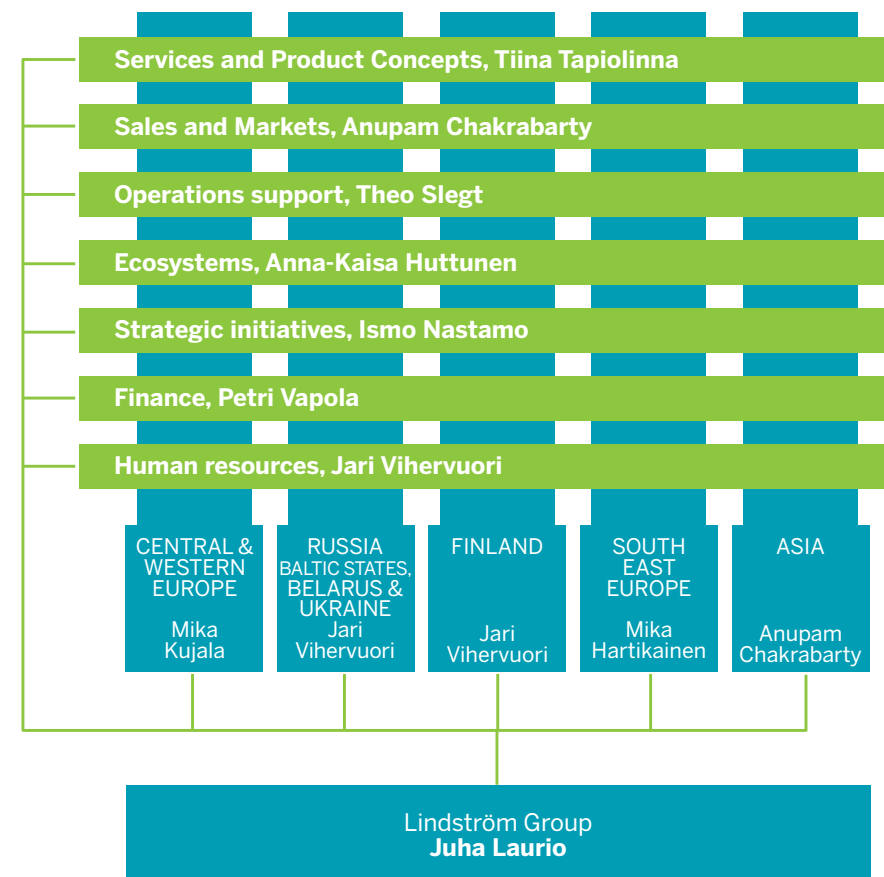 Services and Product Concepts, Tiina Tapiolinna
Sales and Markets, Anupam Chakrabarty
Operations support, Theo Slegt
Ecosystems, Anna-Kaisa Huttunen
Strategic initiatives, Ismo Nastamo
Finance, Petri Vapola
Human resources, Jari Vihervuori
CENTRAL &
WESTERN
EUROPE
Mika
Kujala
RUSSIA
BALTIC STATES,
BELARUS &
UKRAINE
Jari
Vihervuori
FINLAND
Jari
Vihervuori
SOUTH
EAST
EUROPE
Mika
Hartikainen
ASIA
Anupam
Chakrabarty
Lindström Group
Juha Laurio